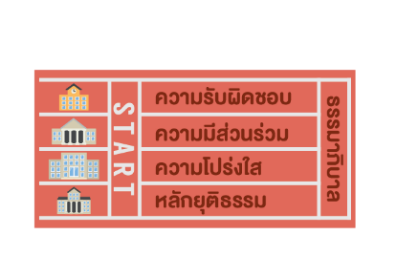 START
ความรับผิดชอบ
ความมีส่วนร่วม
ความโปร่งใส
หลักยุติธรรม
ธรรมาภิบาล